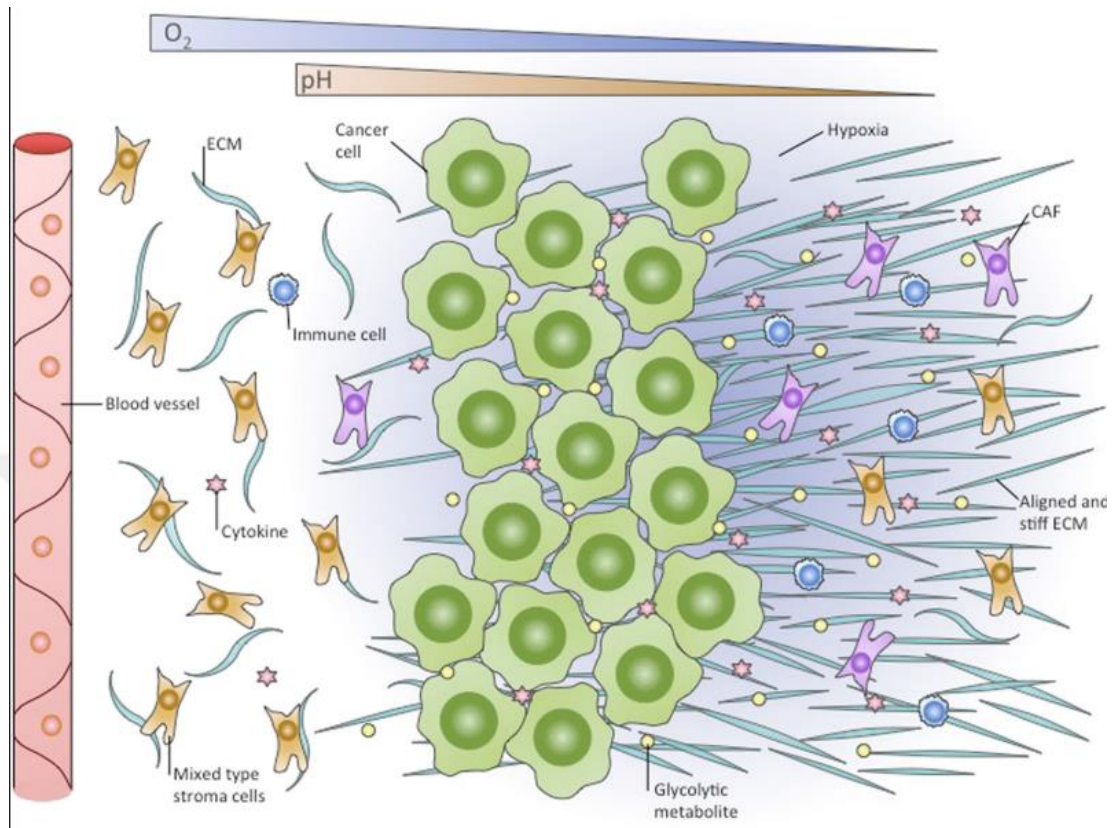 O2
pH
ECM
Cancer
cell
Hypoxia
CAF
Immune cell
Blood vessel
Cytokine
Aligned and
stiff ECM
Mixed type
stroma cells
Glycolytic
metabolite